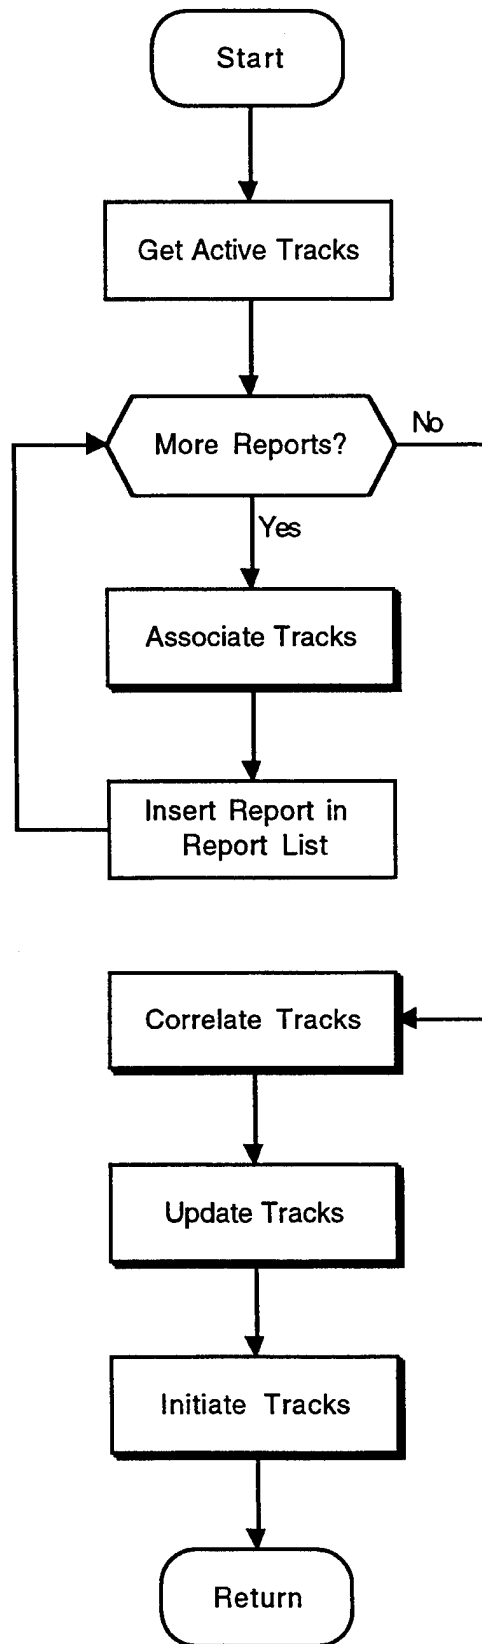 Start
Get Active Tracks
More Reports?
No
Yes
Associate Tracks
Insert Report in
Report List
Correlate Tracks
Update Tracks
Initiate Tracks
Return